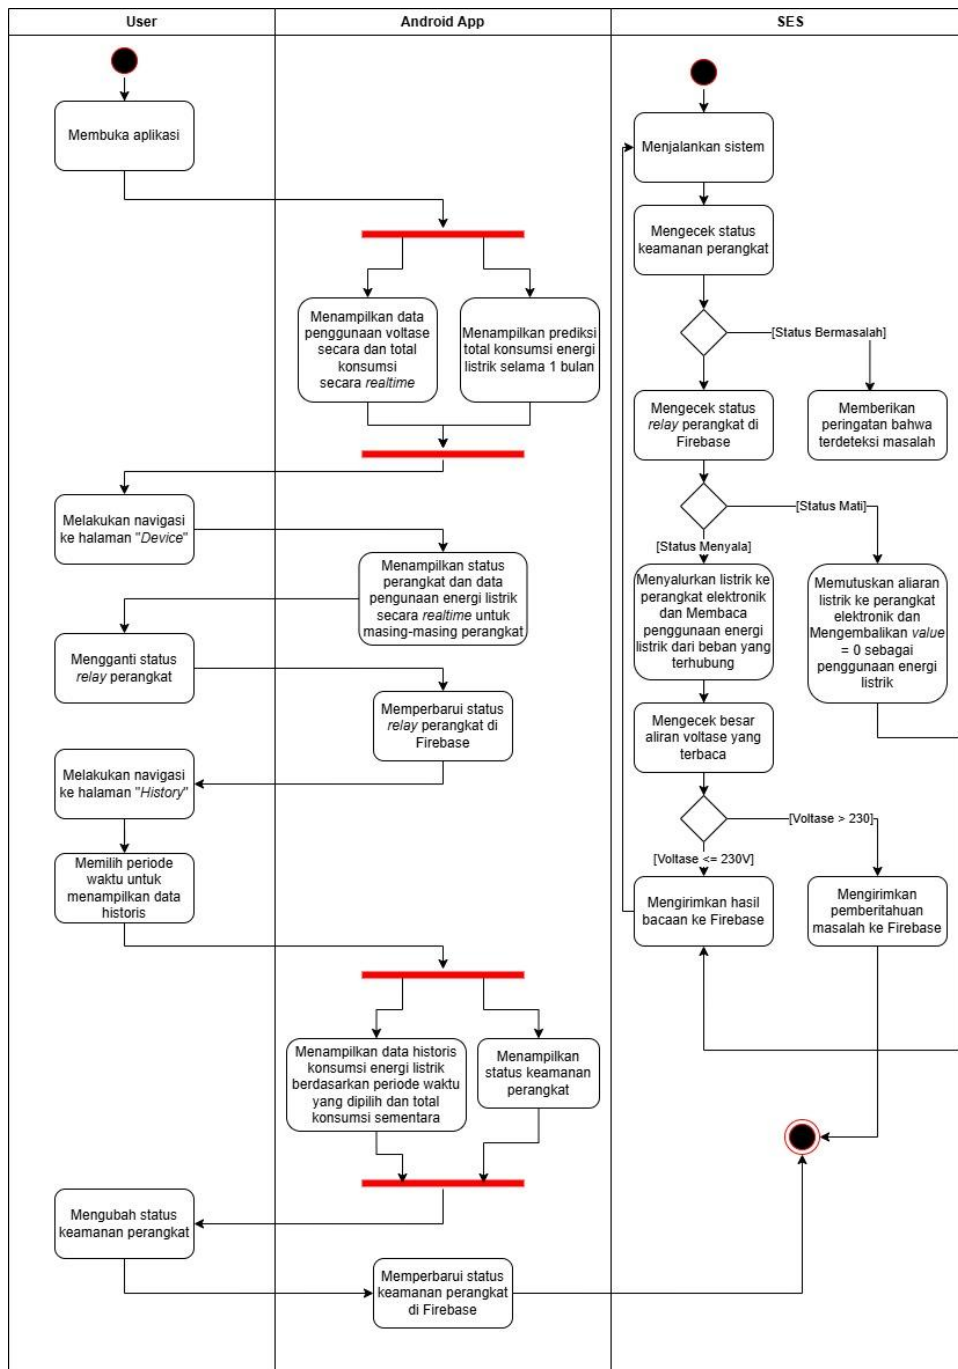 User
Android App
SES
Membuka aplikasi
Menampilkan data
penggunaan voltase
secara dan total
konsumsi
secara realtime
Menampilkan prediksi
total konsumsi energi
listrik selama 1 bulan
Melakukan navigasi
ke halaman "Device"
Menampilkan status
perangkat dan data
pengunaan energi listrik
secara realtime untuk
masing-masing perangkat
Mengganti status
relay perangkat
Memperbarui status
relay perangkat di
Firebase
Melakukan navigasi
ke halaman "History"
Memilih periode
waktu untuk
menampilkan data
historis
Menampilkan data historis
konsumsi energi listrik
berdasarkan periode waktu
yang dipilih dan total
konsumsi sementara
Menampilkan
status keamanan
perangkat
Mengubah status
keamanan perangkat
Memperbarui status
keamanan perangkat
di Firebase
Menjalankan sistem
Mengecek status
keamanan perangkat
[Status Bermasalah]
Memberikan
peringatan bahwa
terdeteksi masalah
Mengecek status
relay perangkat di
Firebase
[Status Mati]
[Status Menyala]
Menyalurkan listrik ke
perangkat elektronik
dan Membaca
penggunaan energi
listrik dari beban yang
terhubung
Memutuskan aliaran
listrik ke perangkat
elektronik dan
Mengembalikan value
= 0 sebagai
penggunaan energi
listrik
Mengecek besar
aliran voltase yang
terbaca
[Voltase > 230]
[Voltase <= 230V]
Mengirimkan hasil
bacaan ke Firebase
Mengirimkan
pemberitahuan
masalah ke Firebase